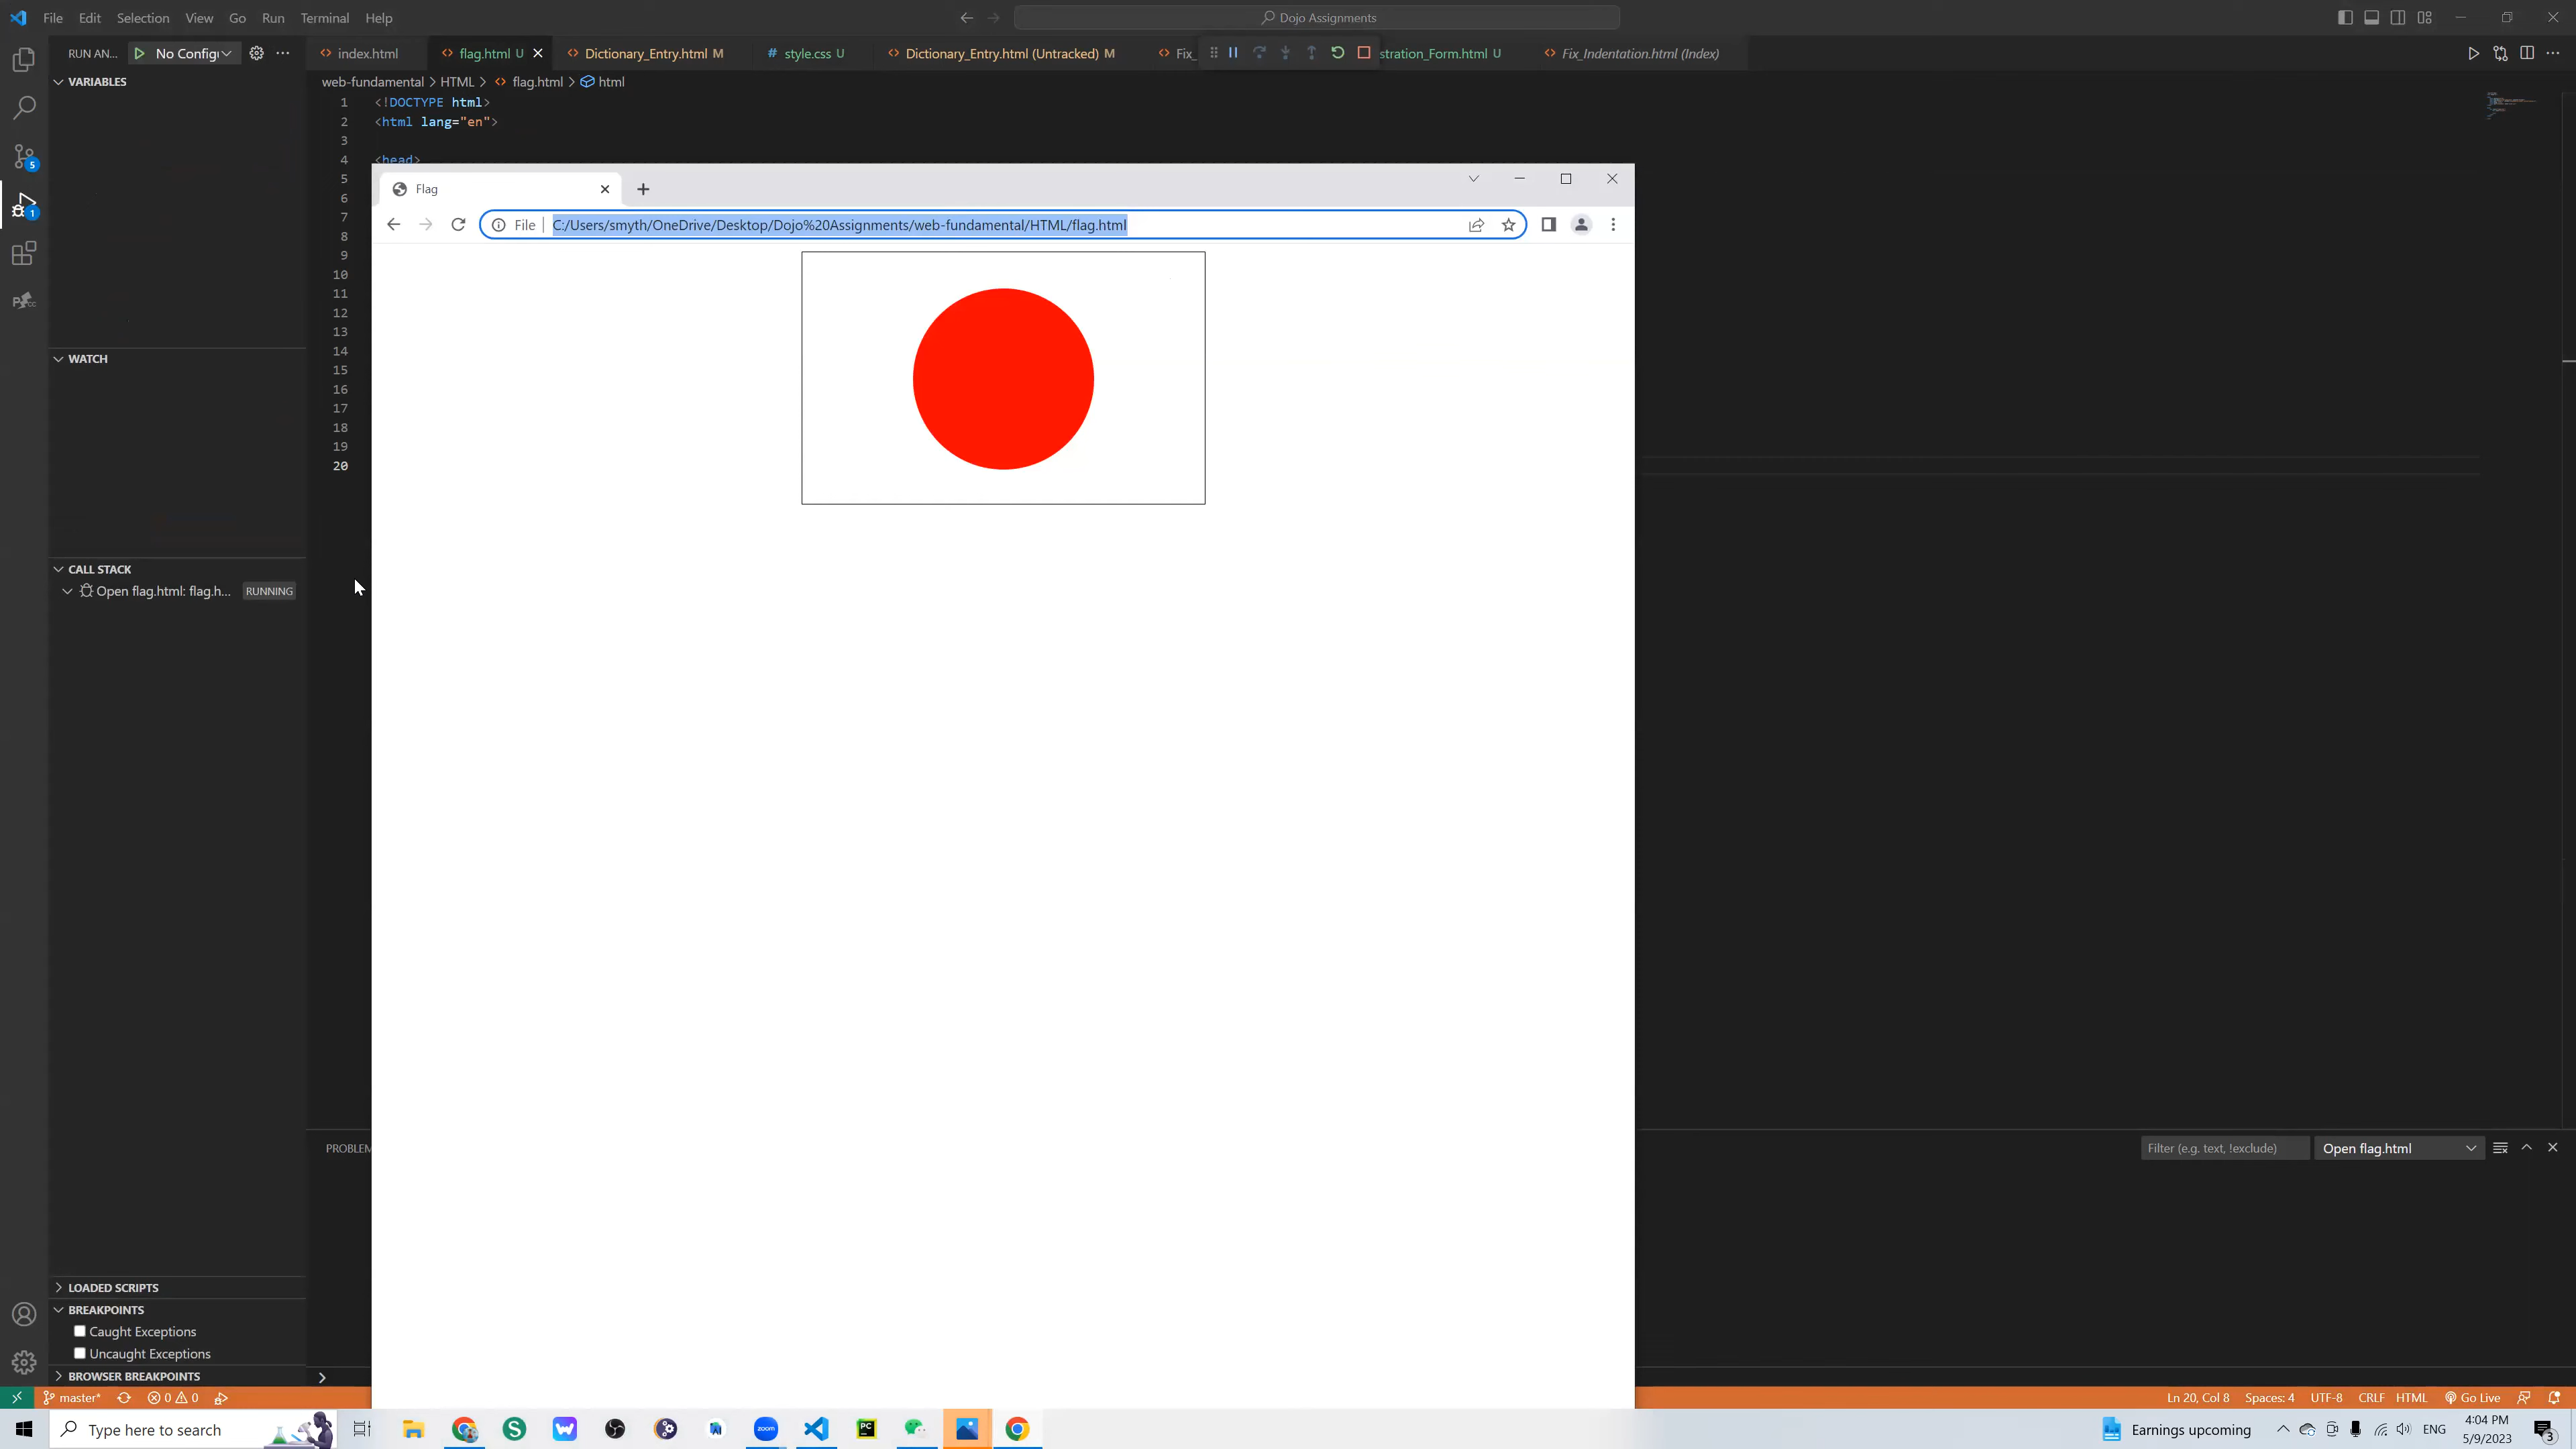 File Edit Selection View Go Run Terminal Help
Dojo Assignments
RUN AN... No Config
index.html
flag.html U
Dictionary_Entry.html M
style.css U
Dictionary_Entry.html (Untracked) M
Fix_
stration_Form.html U
Fix_Indentation.html (Index)
VARIABLES
web-fundamental > HTML > flag.html > html
1 <!DOCTYPE html>
2 <html lang="en">
3
4 <head>
5
6
7
8
9
10
11
12
13
14
15
16
17
18
19
20
Flag
File C:/Users/smyth/OneDrive/Desktop/Dojo%20Assignments/web-fundamental/HTML/flag.html
WATCH
CALL STACK
Open flag.html: flag.h... RUNNING
PROBLEM
Filter (e.g. text, !exclude)
Open flag.html
LOADED SCRIPTS
BREAKPOINTS
Caught Exceptions
Uncaught Exceptions
BROWSER BREAKPOINTS
5
1
master* 0 0
Ln 20, Col 8 Spaces: 4 UTF-8 CRLF HTML Go Live
Type here to search
zoom
PC
Earnings upcoming
ENG
4:04 PM
5/9/2023
3